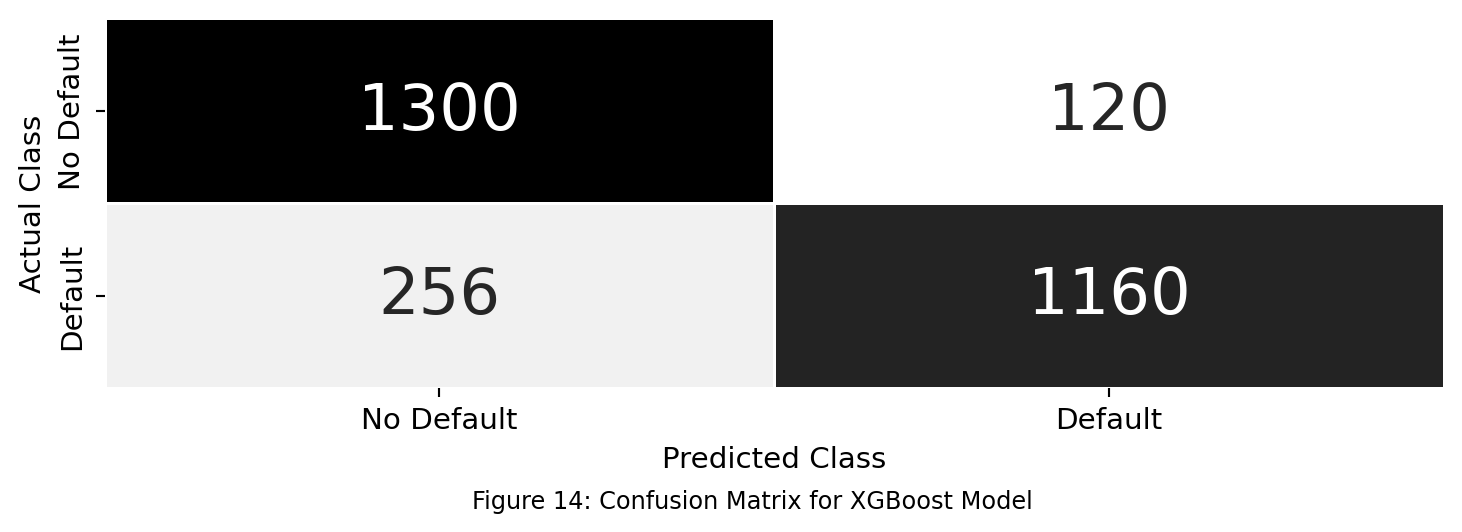 Actual Class
No Default
1300
120
Default
256
1160
No Default
Default
Predicted Class
Figure 14: Confusion Matrix for XGBoost Model